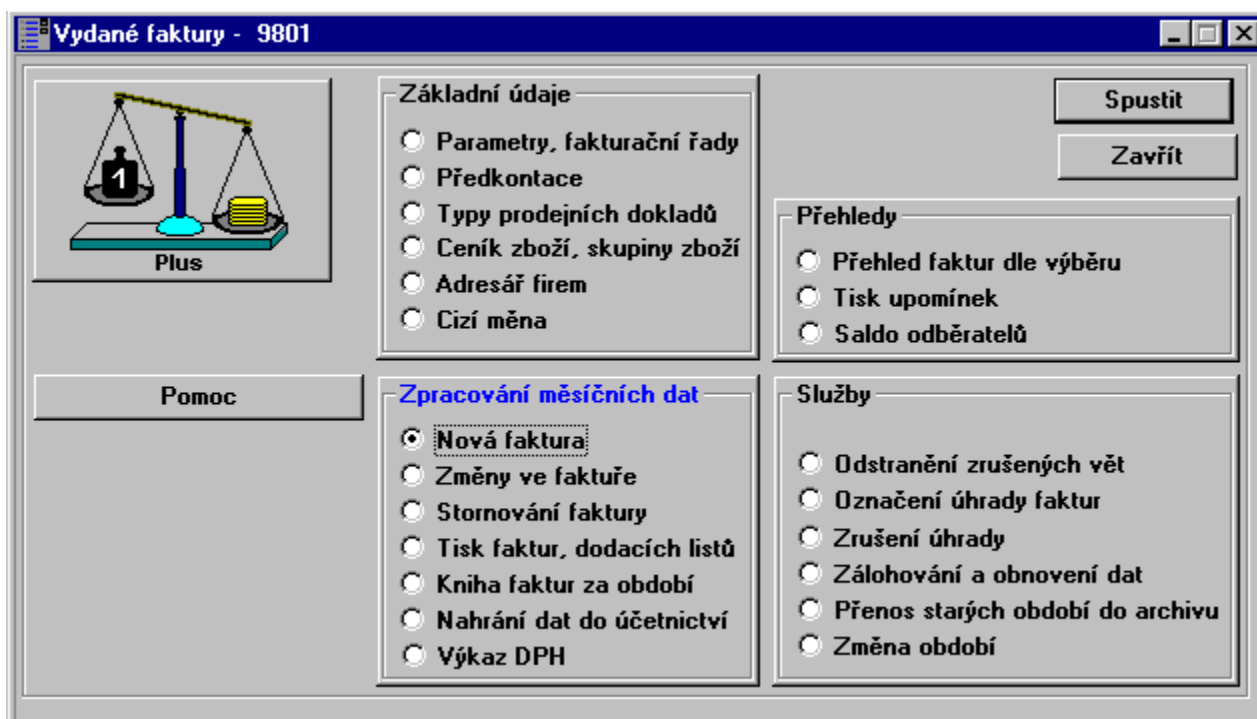 Vydané faktury - 9801
1
Plus
Pomoc
Základní údaje
Parametry, fakturační řady
Předkontace
Typy prodejních dokladů
Ceník zboží, skupiny zboží
Adresář firem
Cizí měna
Zpracování měsíčních dat
Nová faktura
Změny ve faktuře
Stornování faktury
Tisk faktur, dodacích listů
Kniha faktur za období
Nahrání dat do účetnictví
Výkaz DPH
Spustit
Zavřít
Přehledy
Přehled faktur dle výběru
Tisk upomínek
Saldo odběratelů
Služby
Odstranění zrušených vět
Označení úhrady faktur
Zrušení úhrady
Zálohování a obnovení dat
Přenos starých období do archivu
Změna období